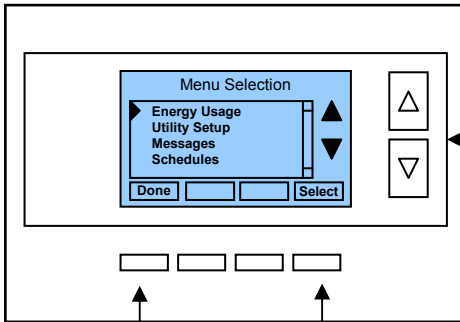 Menu Selection
Energy Usage
Utility Setup
Messages
Schedules
Done
Select